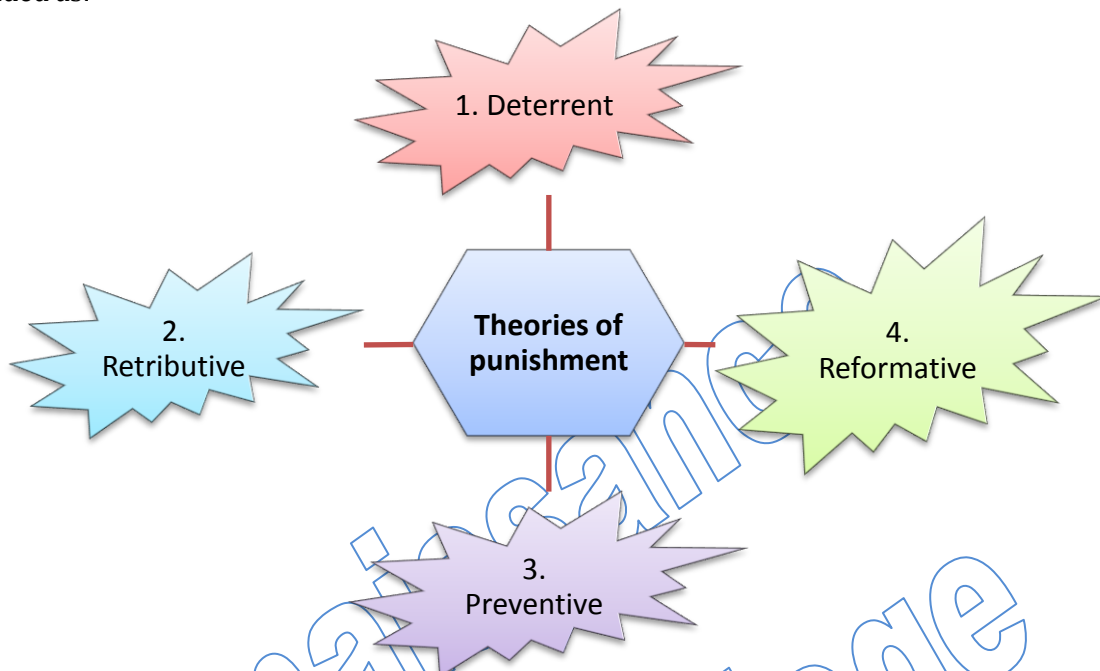 1. Deterrent
Theories of
punishment
2.
Retributive
4.
Reformative
3.
Preventive